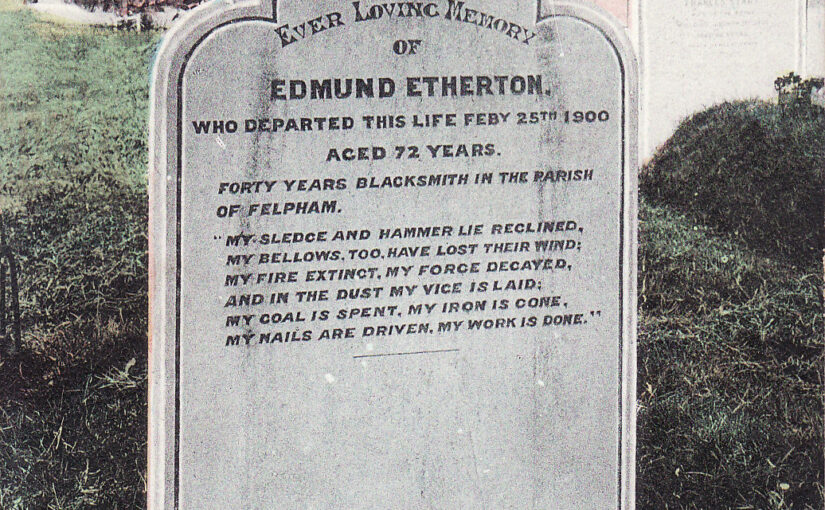 EVER LOVING MEMORY
OF
EDMUND ETHERTON.
WHO DEPARTED THIS LIFE FEBY 25TH 1900
AGED 72 YEARS.
FORTY YEARS BLACKSMITH IN THE PARISH
OF FELPHAM.
"MY SLEDGE AND HAMMER LIE RECLINED,
MY BELLOWS, TOO, HAVE LOST THEIR WIND;
MY FIRE EXTINCT, MY FORGE DECAYED,
AND IN THE DUST MY VICE IS LAID;
MY COAL IS SPENT, MY IRON IS GONE,
MY NAILS ARE DRIVEN, MY WORK IS DONE."